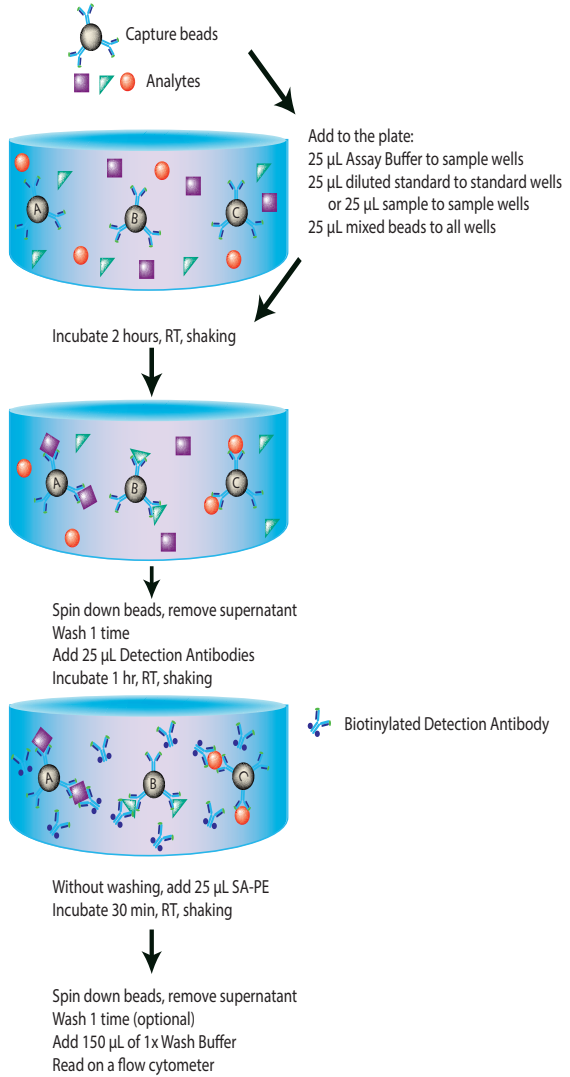 Capture beads
Analytes
Add to the plate:
25 µL Assay Buffer to sample wells
25 µL diluted standard to standard wells
or 25 µL sample to sample wells
25 µL mixed beads to all wells
A
B
C
Incubate 2 hours, RT, shaking
A
B
C
Spin down beads, remove supernatant
Wash 1 time
Add 25 µL Detection Antibodies
Incubate 1 hr, RT, shaking
Biotinylated Detection Antibody
A
B
C
Without washing, add 25 µL SA-PE
Incubate 30 min, RT, shaking
Spin down beads, remove supernatant
Wash 1 time (optional)
Add 150 µL of 1x Wash Buffer
Read on a flow cytometer